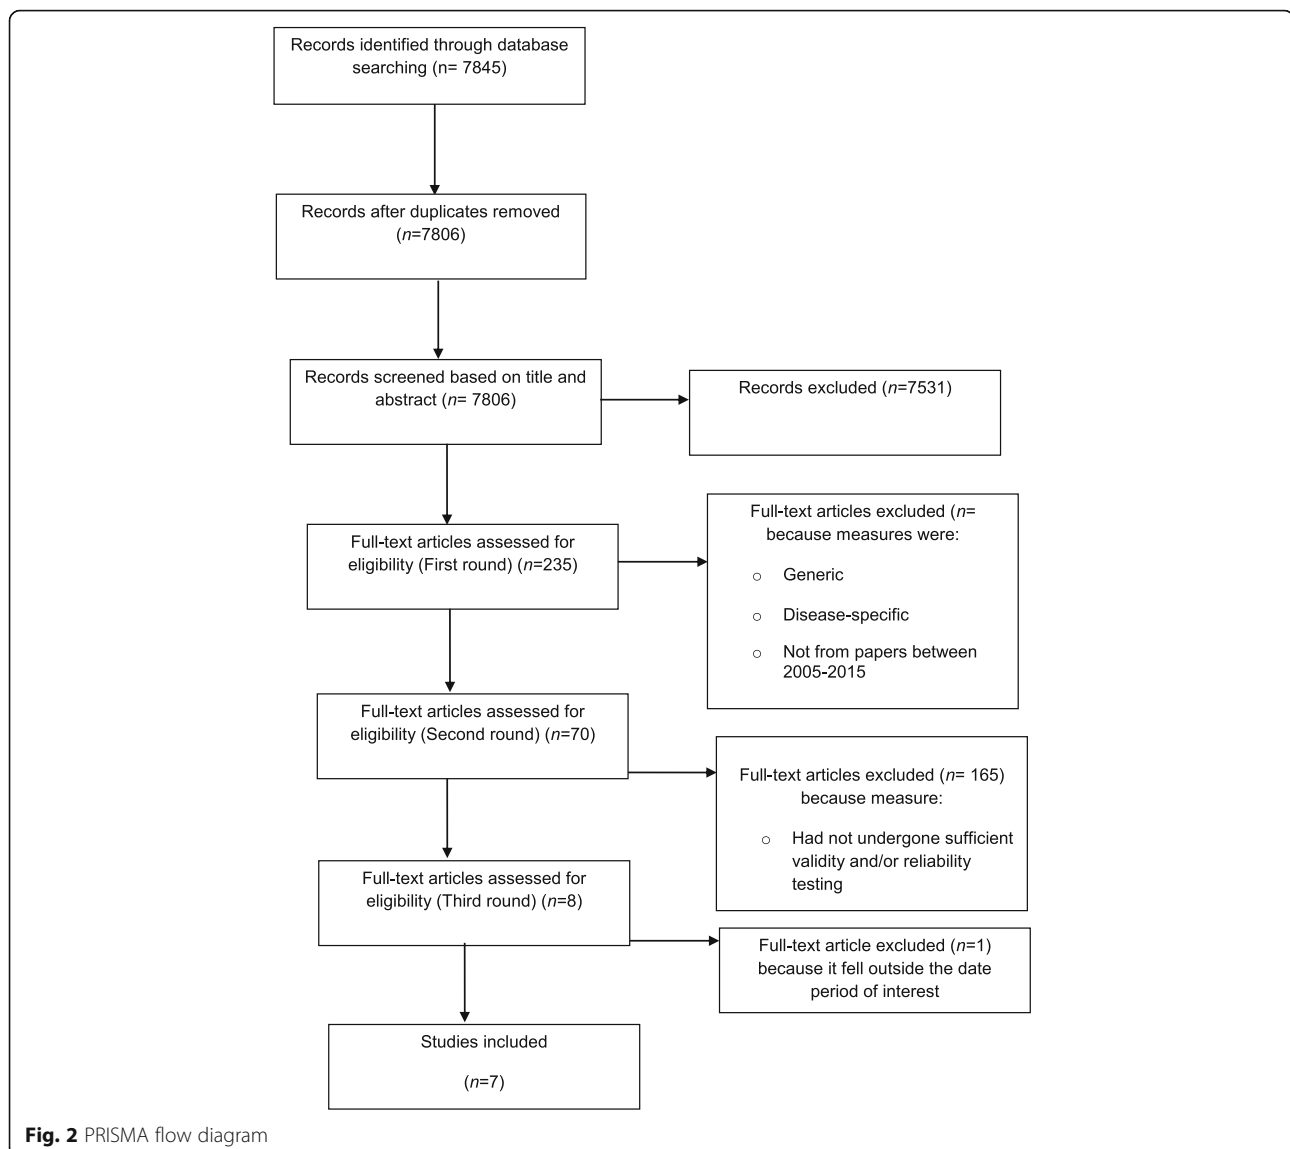 Records identified through database
searching (n= 7845)
Records after duplicates removed
(n=7806)
Records screened based on title and
abstract (n= 7806)
Records excluded (n=7531)
Full-text articles assessed for
eligibility (First round) (n=235)
Full-text articles excluded (n=
because measures were:
o Generic
o Disease-specific
o Not from papers between
2005-2015
Full-text articles assessed for
eligibility (Second round) (n=70)
Full-text articles excluded (n= 165)
because measure:
o Had not undergone sufficient
validity and/or reliability
testing
Full-text articles assessed for
eligibility (Third round) (n=8)
Full-text article excluded (n=1)
because it fell outside the date
period of interest
Studies included
(n=7)
Fig. 2 PRISMA flow diagram